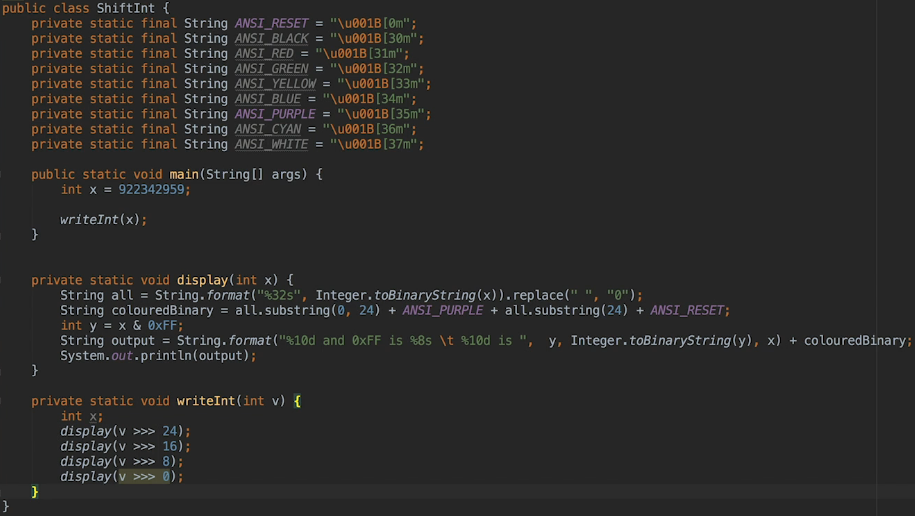 public class ShiftInt {
    private static final String ANSI_RESET = "\u001B[0m";
    private static final String ANSI_BLACK = "\u001B[30m";
    private static final String ANSI_RED = "\u001B[31m";
    private static final String ANSI_GREEN = "\u001B[32m";
    private static final String ANSI_YELLOW = "\u001B[33m";
    private static final String ANSI_BLUE = "\u001B[34m";
    private static final String ANSI_PURPLE = "\u001B[35m";
    private static final String ANSI_CYAN = "\u001B[36m";
    private static final String ANSI_WHITE = "\u001B[37m";
    public static void main(String[] args) {
        int x = 922342959;
        writeInt(x);
    }
    private static void display(int x) {
        String all = String.format("%32s", Integer.toBinaryString(x)).replace(" ", "0");
        String colouredBinary = all.substring(0, 24) + ANSI_PURPLE + all.substring(24) + ANSI_RESET;
        int y = x & 0xFF;
        String output = String.format("%10d and 0xFF is %8s \t %10d is ",  y, Integer.toBinaryString(y), x) + colouredBinary;
        System.out.println(output);
    }
    private static void writeInt(int v) {
        int x;
        display(v >>> 24);
        display(v >>> 16);
        display(v >>> 8);
        display(v >>> 0);
    }
}